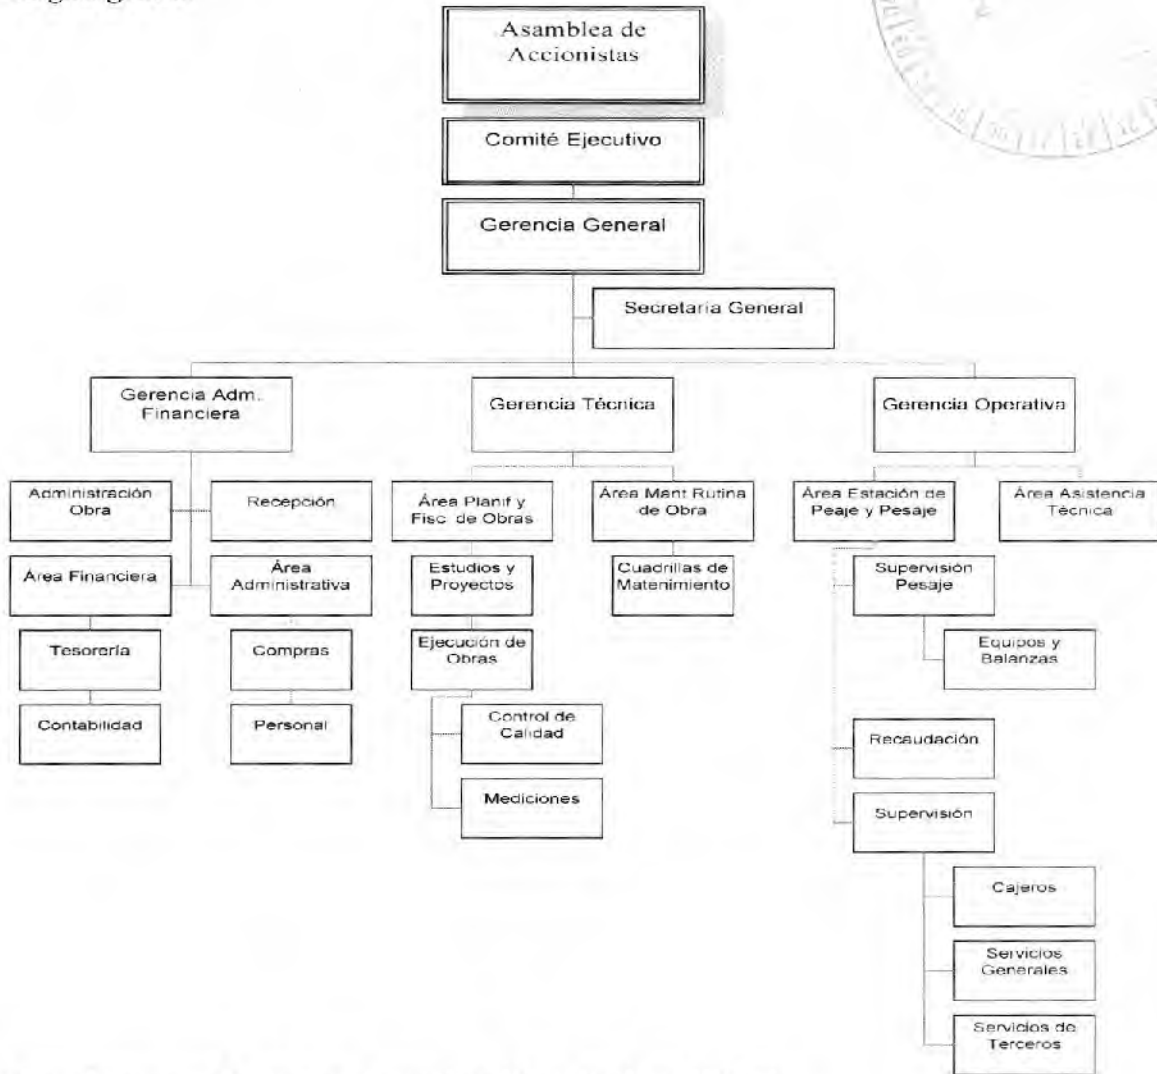 Asamblea de
Accionistas
Comité Ejecutivo
Gerencia General
Secretaria General
Gerencia Adm.
Financiera
Gerencia Técnica
Gerencia Operativa
Administración
Obra
Recepción
Área Planif y
Fisc. de Obras
Área Mant Rutina
de Obra
Área Estación de
Peaje y Pesaje
Área Asistencia
Técnica
Área Financiera
Área
Administrativa
Estudios y
Proyectos
Cuadrillas de
Matenimiento
Supervisión
Pesaje
Tesorería
Compras
Ejecución de
Obras
Equipos y
Balanzas
Contabilidad
Personal
Control de
Calidad
Recaudación
Mediciones
Supervisión
Cajeros
Servicios
Generales
Servicios de
Terceros